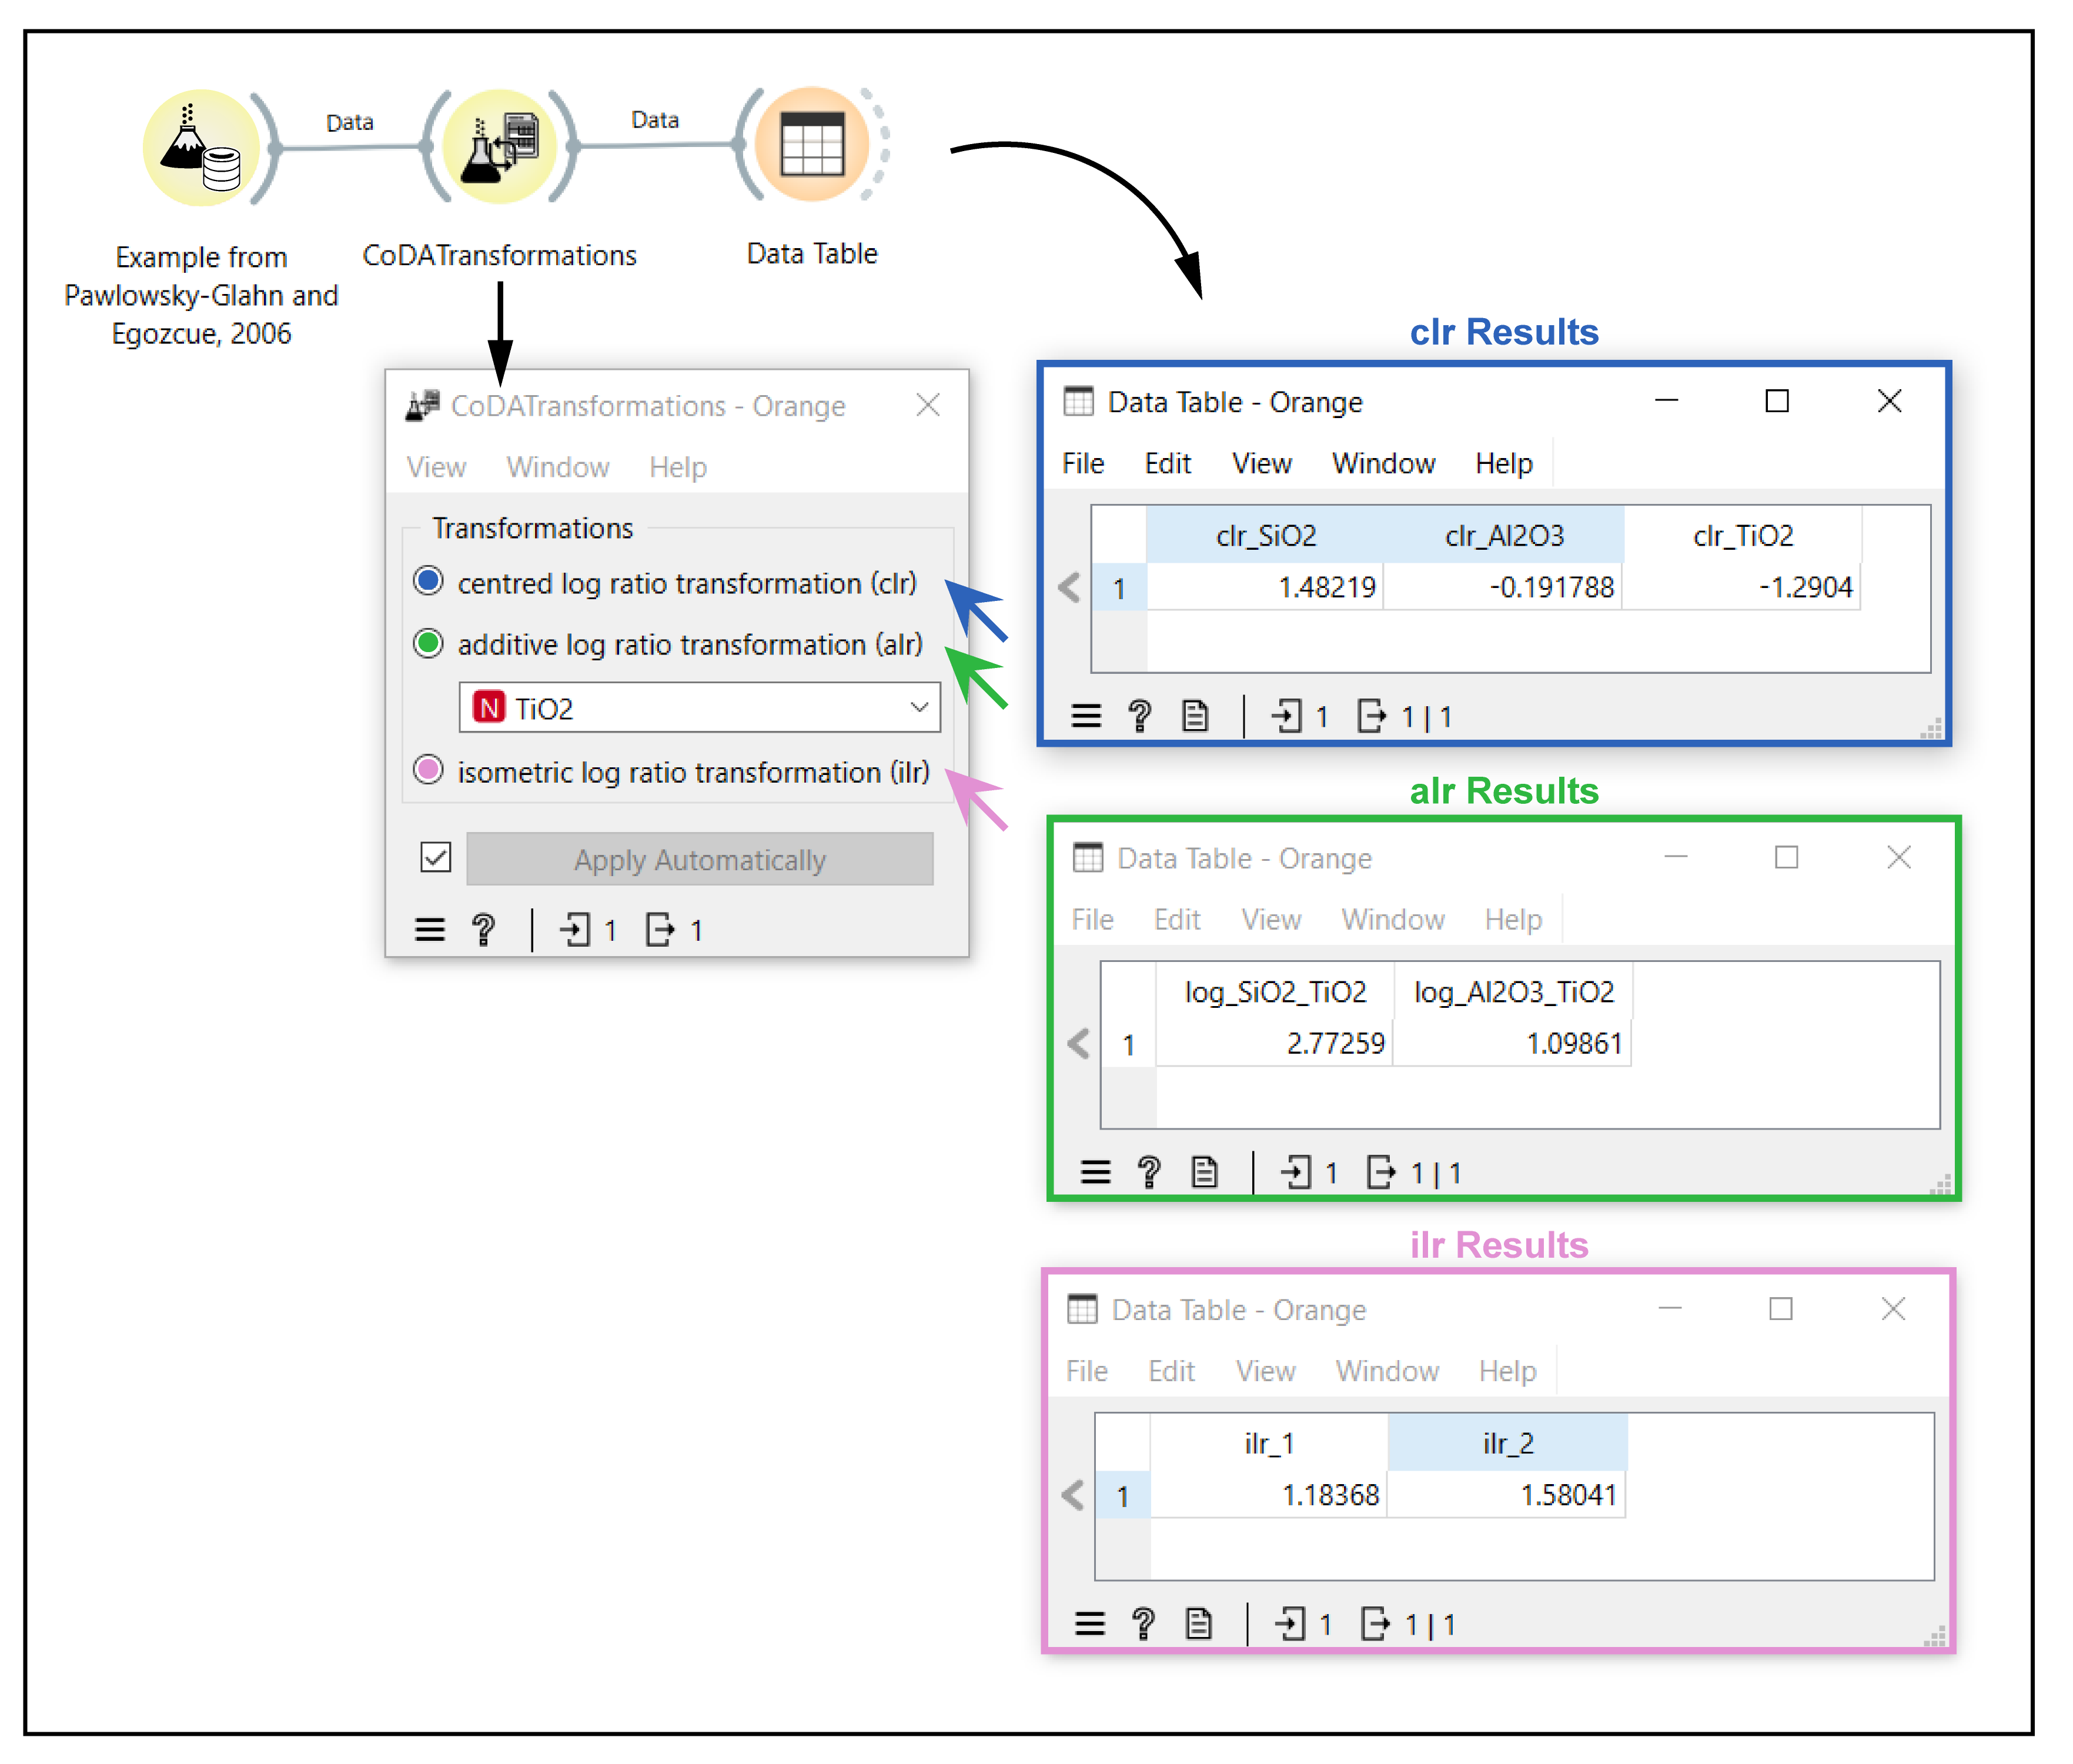 Data
Data
Example from
Pawlowsky-Glahn and
Egozcue, 2006
CoDATransformations
Data Table
CoDATransformations - Orange
View Window Help
Transformations
centred log ratio transformation (clr)
additive log ratio transformation (alr)
N TiO2
isometric log ratio transformation (ilr)
Apply Automatically
? 1 1
clr Results
Data Table - Orange
File Edit View Window Help
clr_SiO2 clr_Al2O3 clr_TiO2
1 1.48219 -0.191788 -1.2904
? 1 1 | 1
alr Results
Data Table - Orange
File Edit View Window Help
log_SiO2_TiO2 log_Al2O3_TiO2
1 2.77259 1.09861
? 1 1 | 1
ilr Results
Data Table - Orange
File Edit View Window Help
ilr_1 ilr_2
1 1.18368 1.58041
? 1 1 | 1